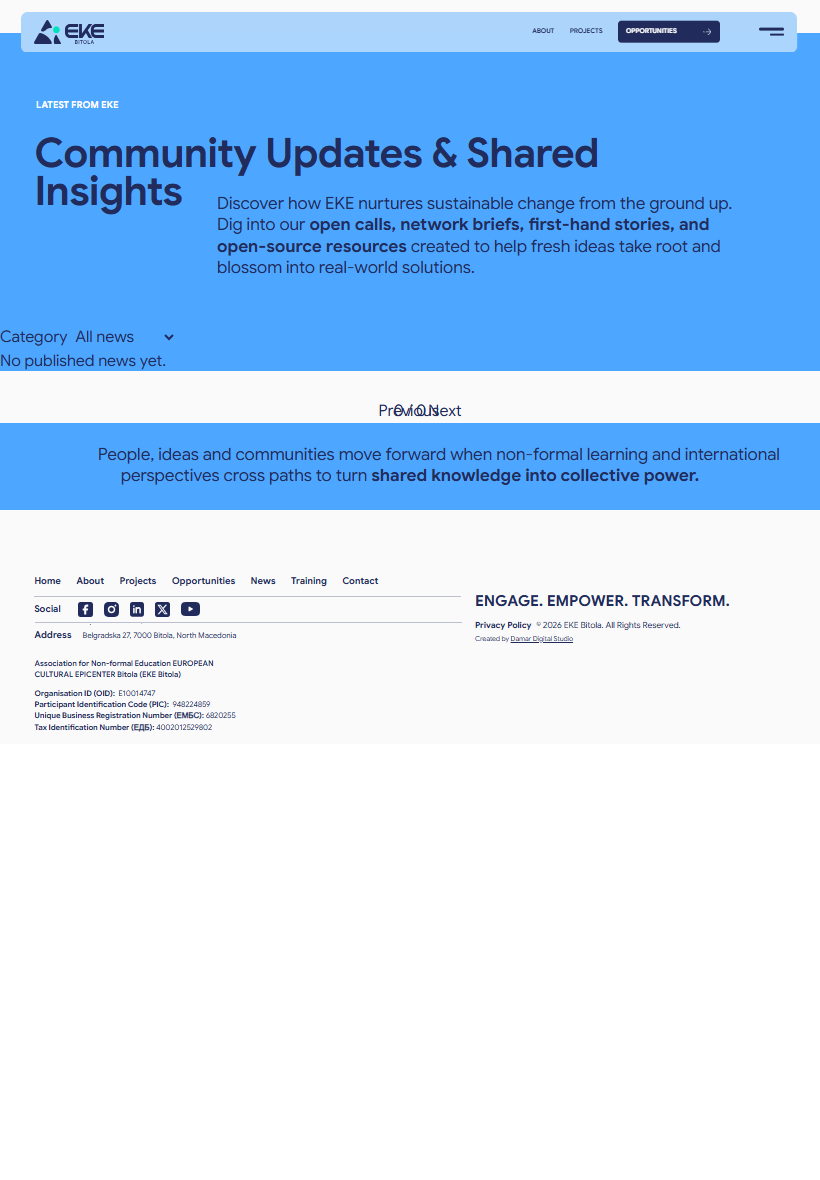 EKE
BITOLA
ABOUT PROJECTS OPPORTUNITIES
LATEST FROM EKE
Community Updates & Shared
Insights
Discover how EKE nurtures sustainable change from the ground up.
Dig into our open calls, network briefs, first-hand stories, and
open-source resources created to help fresh ideas take root and
blossom into real-world solutions.
Category All news
No published news yet.
Previous 0 / 0 Next
People, ideas and communities move forward when non-formal learning and international
perspectives cross paths to turn shared knowledge into collective power.
Home About Projects Opportunities News Training Contact
Social
Address Belgradska 27, 7000 Bitola, North Macedonia
Association for Non-formal Education EUROPEAN
CULTURAL EPICENTER Bitola (EKE Bitola)
Organisation ID (OID): E10014747
Participant Identification Code (PIC): 948224859
Unique Business Registration Number (ЕМБС): 6820255
Tax Identification Number (ЕДБ): 4002012529802
ENGAGE. EMPOWER. TRANSFORM.
Privacy Policy © 2026 EKE Bitola. All Rights Reserved.
Created by Damar Digital Studio